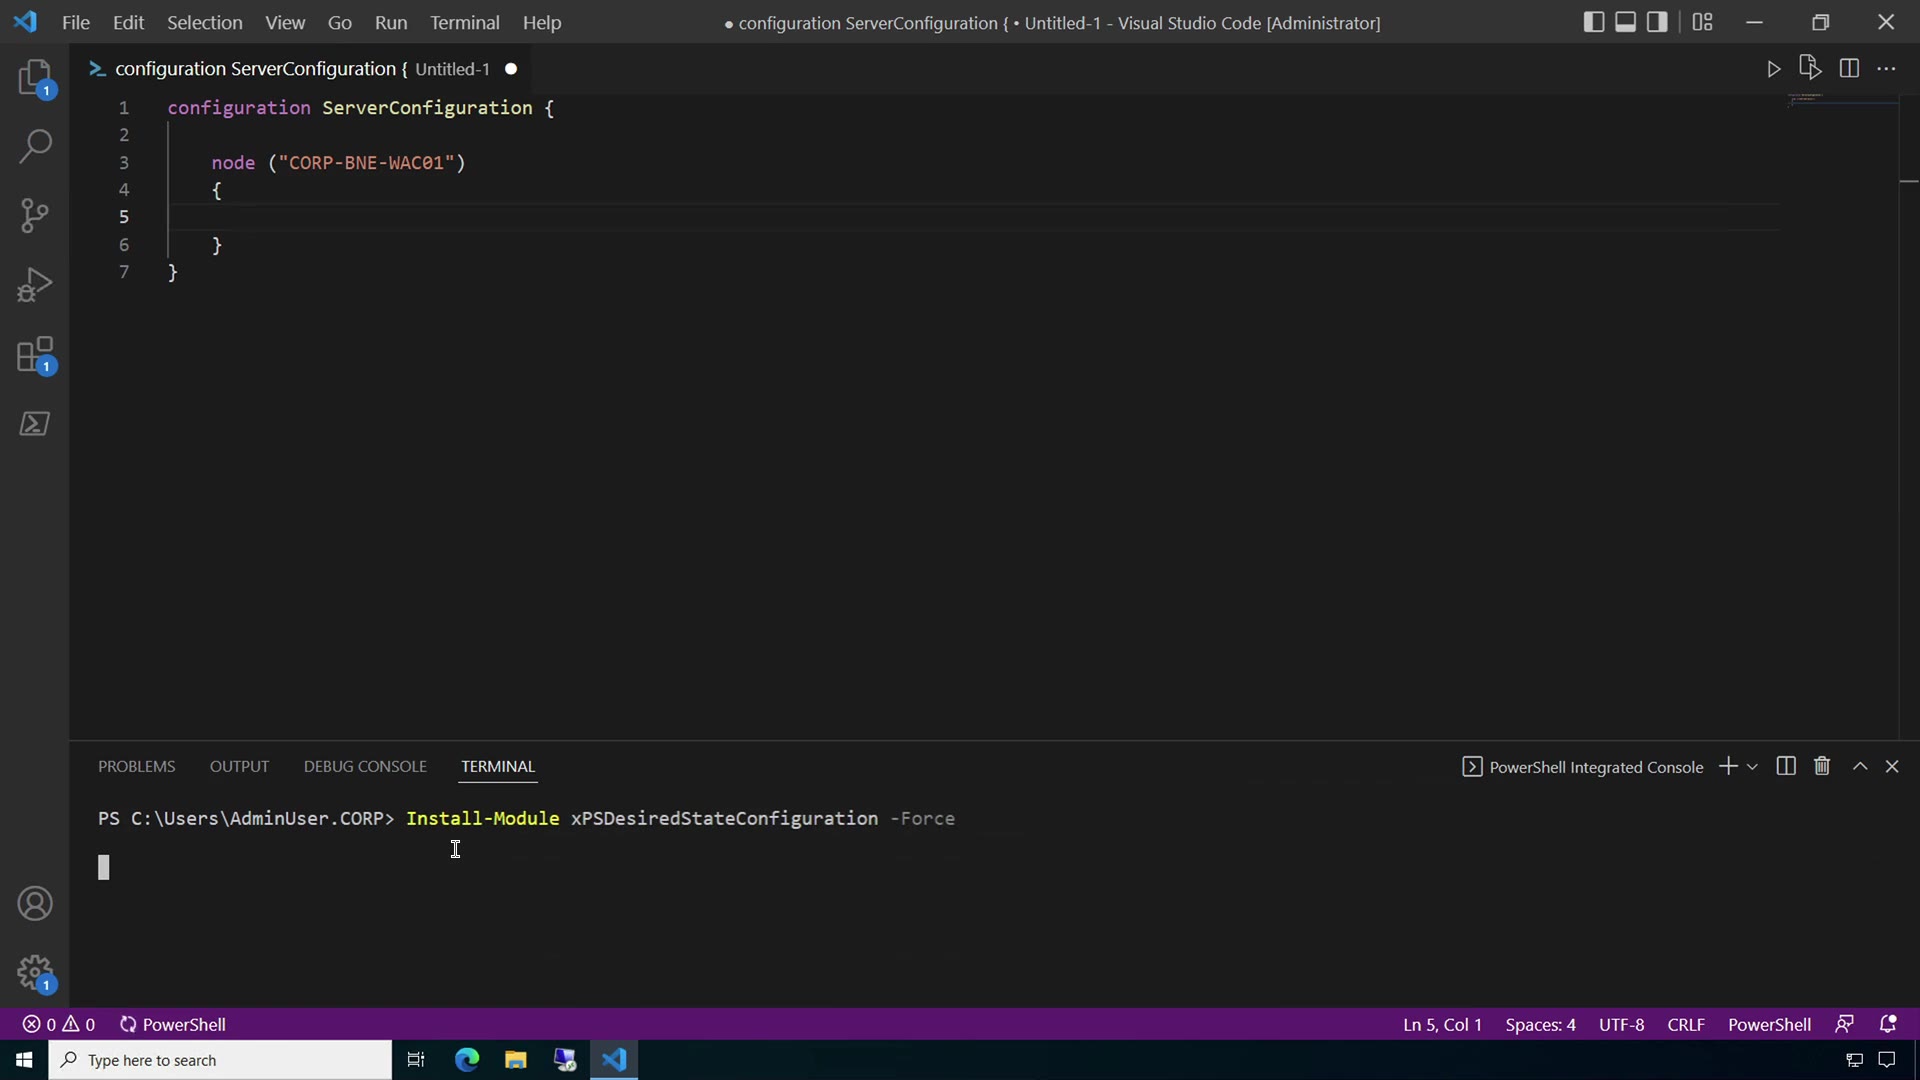 File Edit Selection View Go Run Terminal Help ● configuration ServerConfiguration { • Untitled-1 - Visual Studio Code [Administrator]
configuration ServerConfiguration { Untitled-1 ●
1 configuration ServerConfiguration {
2
3 node ("CORP-BNE-WAC01")
4 {
5
6 }
7 }
1
1
1
PROBLEMS OUTPUT DEBUG CONSOLE TERMINAL PowerShell Integrated Console
PS C:\Users\AdminUser.CORP> Install-Module xPSDesiredStateConfiguration -Force
0 0 PowerShell Ln 5, Col 1 Spaces: 4 UTF-8 CRLF PowerShell
Type here to search